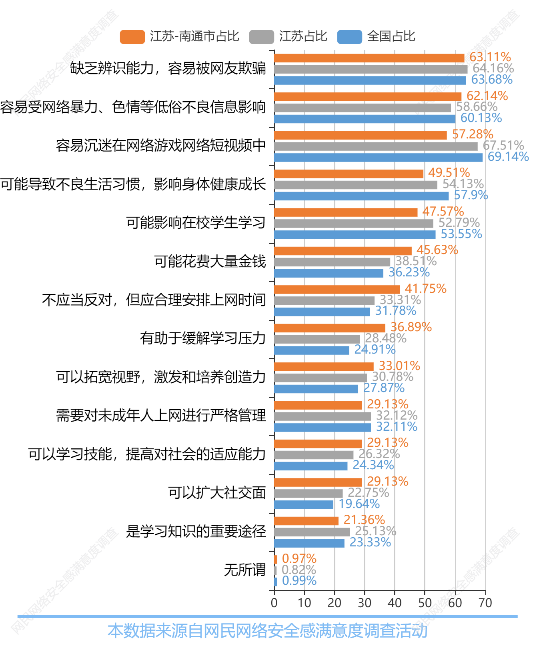 江苏-南通市占比 江苏占比 全国占比
缺乏辨识能力，容易被网友欺骗 63.11% 64.16% 63.68%
容易受网络暴力、色情等低俗不良信息影响 62.14% 58.66% 60.13%
容易沉迷在网络游戏网络短视频中 57.28% 67.51% 69.14%
可能导致不良生活习惯，影响身体健康成长 49.51% 54.13% 57.9%
可能影响在校学生学习 47.57% 52.79% 53.55%
可能花费大量金钱 45.63% 38.51% 36.23%
不应当反对，但应合理安排上网时间 41.75% 33.31% 31.78%
有助于缓解学习压力 36.89% 28.48% 24.91%
可以拓宽视野，激发和培养创造力 33.01% 30.78% 27.87%
需要对未成年人上网进行严格管理 29.13% 32.12% 32.11%
可以学习技能，提高对社会的适应能力 29.13% 26.32% 24.34%
可以扩大社交面 29.13% 22.75% 19.64%
是学习知识的重要途径 21.36% 25.13% 23.33%
无所谓 0.97% 0.82% 0.99%
0 10 20 30 40 50 60 70
本数据来源自网民网络安全感满意度调查活动